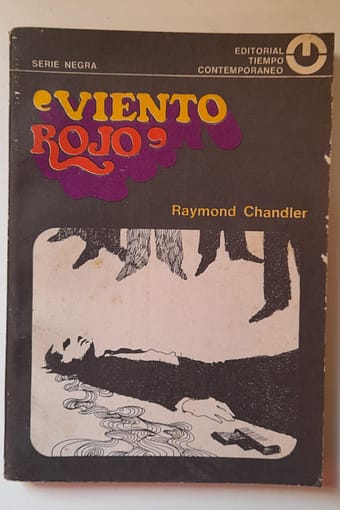 SERIE NEGRA
EDITORIAL
TIEMPO
CONTEMPORANEO
“VIENTO
ROJO”
Raymond Chandler